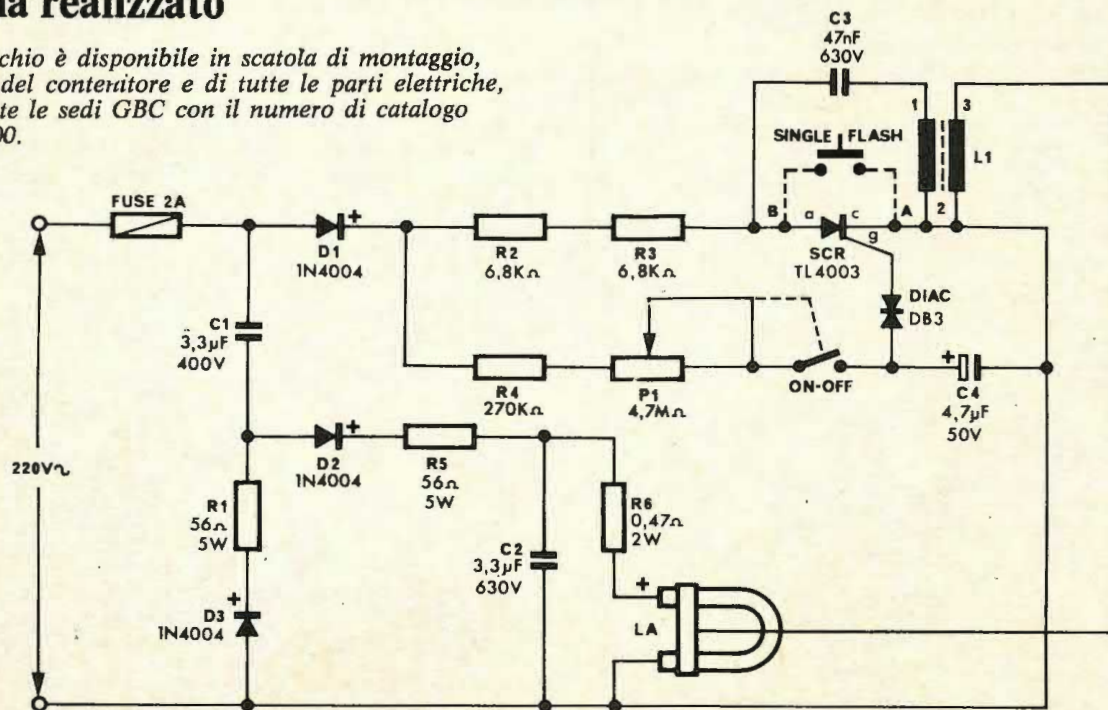 realizzato
chio è disponibile in scatola di montaggio,
del contenitore e di tutte le parti elettriche,
te le sedi GBC con il numero di catalogo
00.
C3
47nF
630V
1
3
SINGLE FLASH
L1
2
FUSE 2A
B
a
c
A
g
+
D1
1N4004
R2
6,8KΩ
R3
6,8KΩ
SCR
TL4003
DIAC
DB3
C1
3,3µF
400V
R4
270KΩ
P1
4,7MΩ
ON-OFF
+
C4
4,7µF
50V
220V~
+
D2
1N4004
R5
56Ω
5W
R1
56Ω
5W
R6
0,47Ω
2W
C2
3,3µF
630V
+
D3
1N4004
+
LA